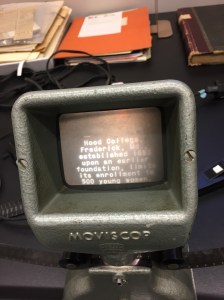 Hood College
Frederick,
established
upon an earlier
foundation,
its enrollment
500 young
MOVISCOP